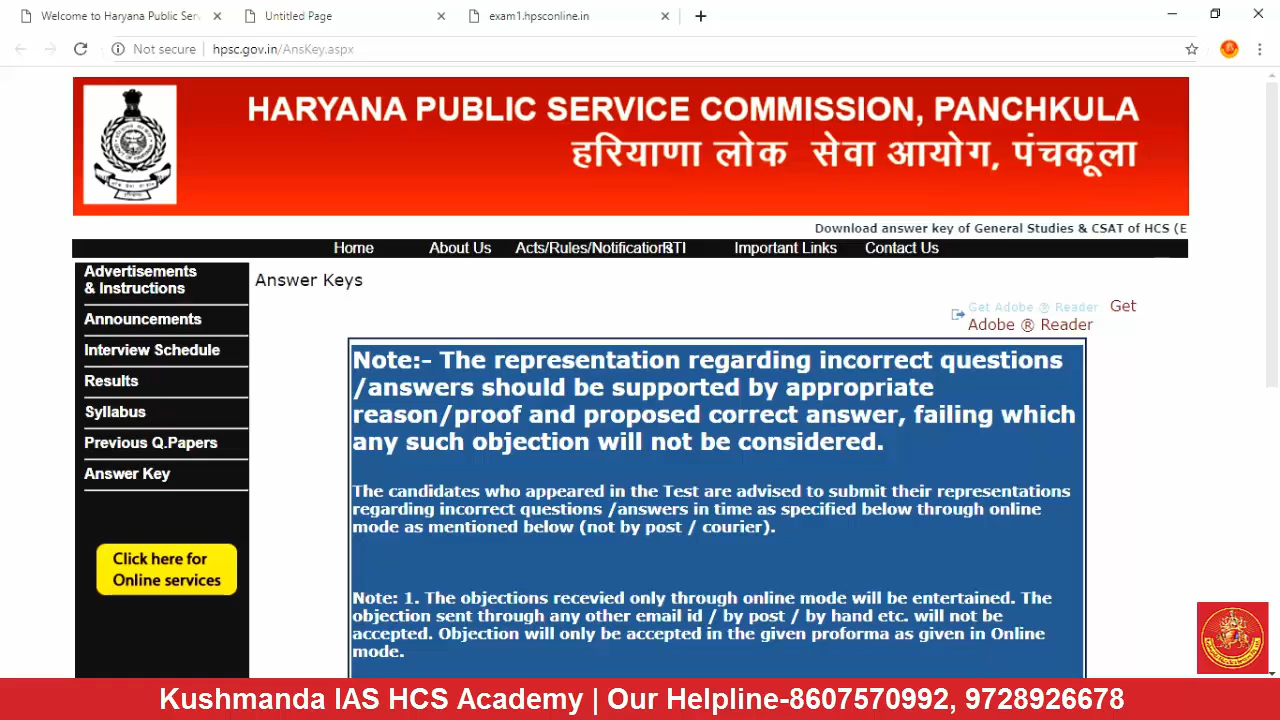 Welcome to Haryana Public Serv
Untitled Page
exam1.hpsconline.in
Not secure | hpsc.gov.in/AnsKey.aspx
HARYANA PUBLIC SERVICE COMMISSION, PANCHKULA
हरियाणा लोक सेवा आयोग, पंचकूला
Download answer key of General Studies & CSAT of HCS (E
Home About Us Acts/Rules/Notifications RTI Important Links Contact Us
Advertisements
& Instructions
Announcements
Interview Schedule
Results
Syllabus
Previous Q.Papers
Answer Key
Click here for
Online services
Answer Keys
Get Adobe ® Reader Get
Adobe ® Reader
Note:- The representation regarding incorrect questions
/answers should be supported by appropriate
reason/proof and proposed correct answer, failing which
any such objection will not be considered.
The candidates who appeared in the Test are advised to submit their representations
regarding incorrect questions /answers in time as specified below through online
mode as mentioned below (not by post / courier).
Note: 1. The objections recevied only through online mode will be entertained. The
objection sent through any other email id / by post / by hand etc. will not be
accepted. Objection will only be accepted in the given proforma as given in Online
mode.
Kushmanda IAS HCS Academy | Our Helpline-8607570992, 9728926678